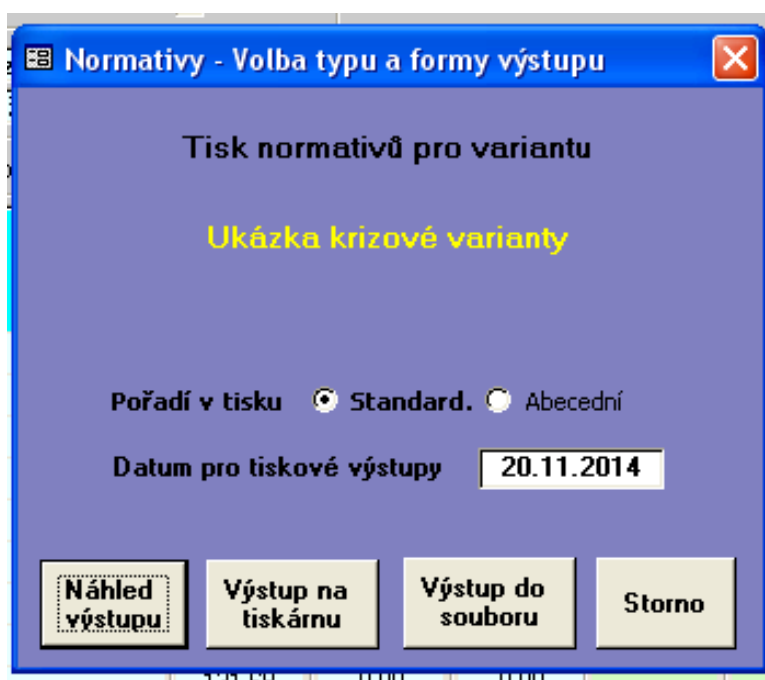 Normativy - Volba typu a formy výstupu
Tisk normativů pro variantu
Ukázka krizové varianty
Pořadí v tisku Standard. Abecední
Datum pro tiskové výstupy 20.11.2014
Náhled výstupu
Výstup na tiskárnu
Výstup do souboru
Storno